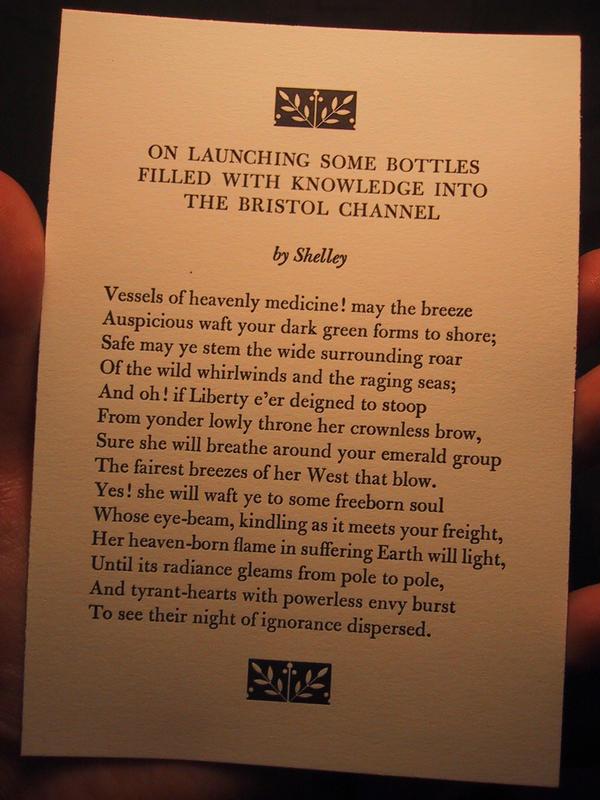 ON LAUNCHING SOME BOTTLES
FILLED WITH KNOWLEDGE INTO
THE BRISTOL CHANNEL
by Shelley
Vessels of heavenly medicine! may the breeze
Auspicious waft your dark green forms to shore;
Safe may ye stem the wide surrounding roar
Of the wild whirlwinds and the raging seas;
And oh! if Liberty e'er deigned to stoop
From yonder lowly throne her crownless brow,
Sure she will breathe around your emerald group
The fairest breezes of her West that blow.
Yes! she will waft ye to some freeborn soul
Whose eye-beam, kindling as it meets your freight,
Her heaven-born flame in suffering Earth will light,
Until its radiance gleams from pole to pole,
And tyrant-hearts with powerless envy burst
To see their night of ignorance dispersed.